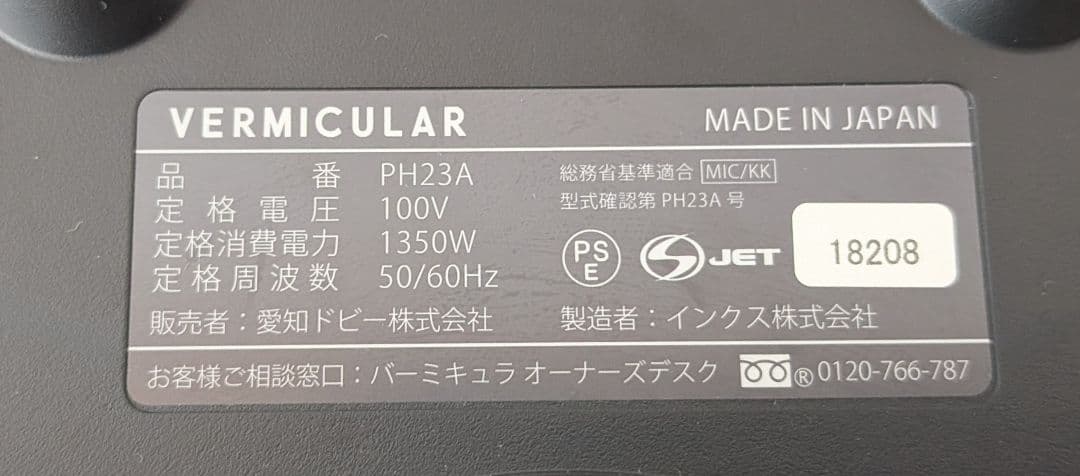 VERMICULAR MADE IN JAPAN
品番 PH23A
定格電圧 100V
定格消費電力 1350W
定格周波数 50/60Hz
販売者：愛知ドビー株式会社
総務省基準適合 MIC/KK
型式確認第 PH23A 号
PS E
S JET
18208
製造者：インクス株式会社
お客様ご相談窓口：バーミキュラ オーナーズデスク ® 0120-766-787